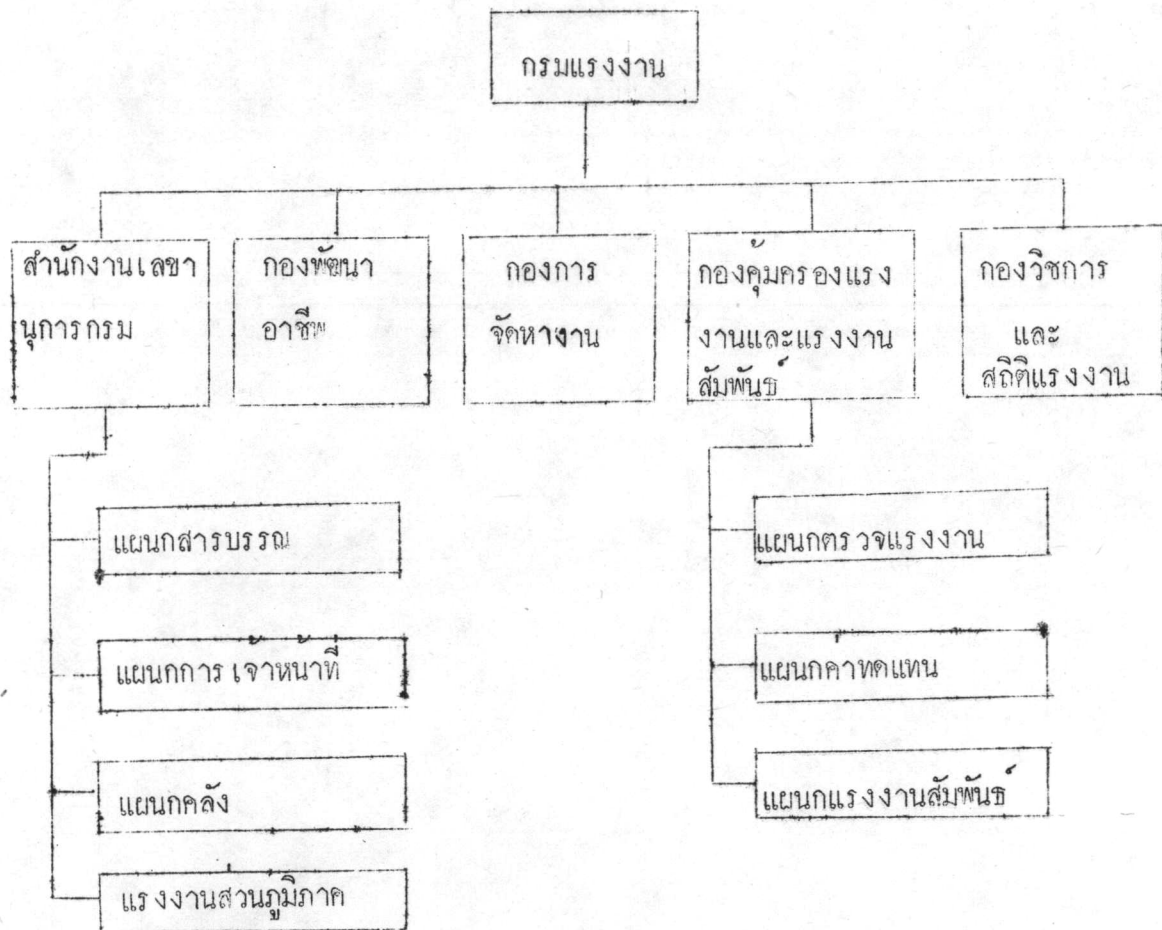 กรมแรงงาน
สำนักงานเลขา
นุการกรม
กองพัฒนา
อาชีพ
กองการ
จัดหางาน
กองคุ้มครองแรง
งานและแรงงาน
สัมพันธ์
กองวิชการ
และ
สถิติแรงงาน
แผนกสารบรรณ
แผนกการเจ้าหน้าที่
แผนกคลัง
แรงงานส่วนภูมิภาค
แผนกตรวจแรงงาน
แผนกค่าทดแทน
แผนกแรงงานสัมพันธ์